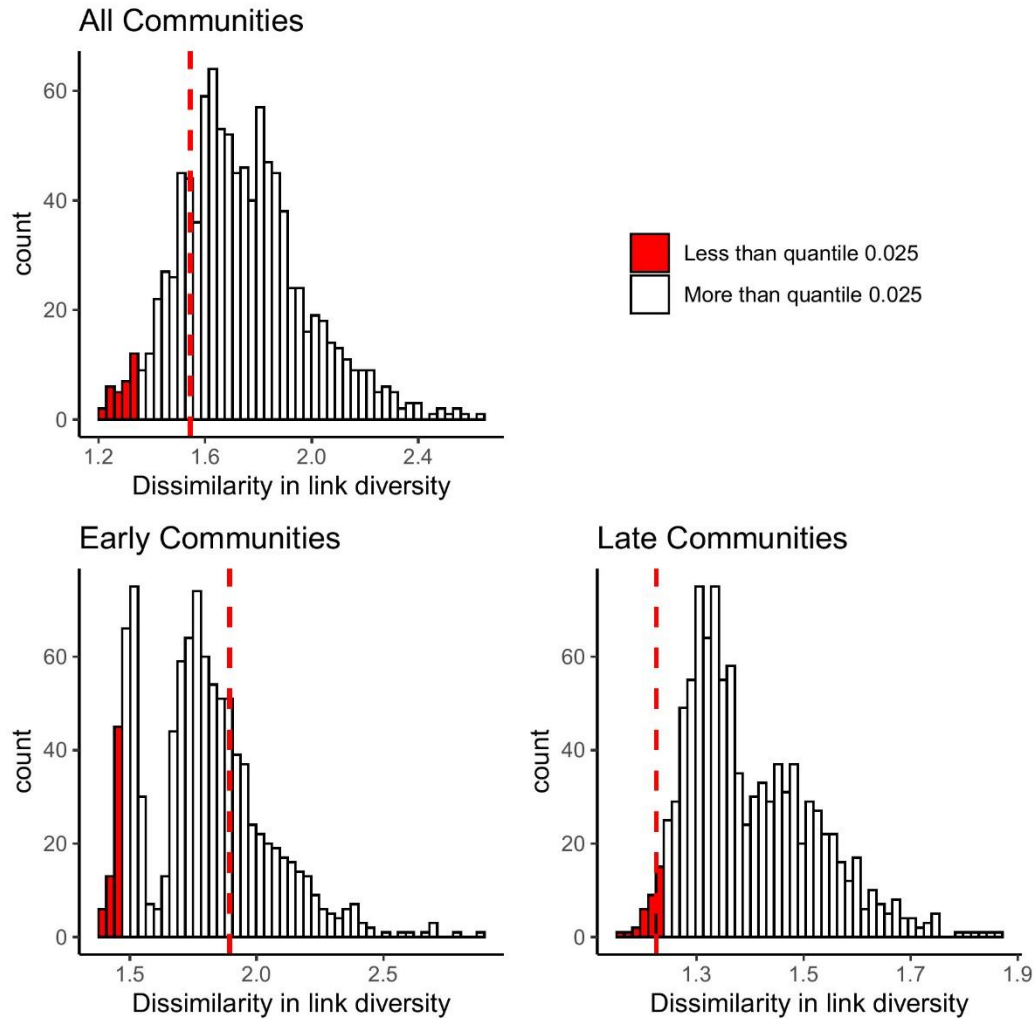 All Communities
60
40
20
0
count
1.2
1.6
2.0
2.4
Dissimilarity in link diversity
Less than quantile 0.025
More than quantile 0.025
Early Communities
60
40
20
0
count
1.5
2.0
2.5
Dissimilarity in link diversity
Late Communities
60
40
20
0
count
1.3
1.5
1.7
1.9
Dissimilarity in link diversity